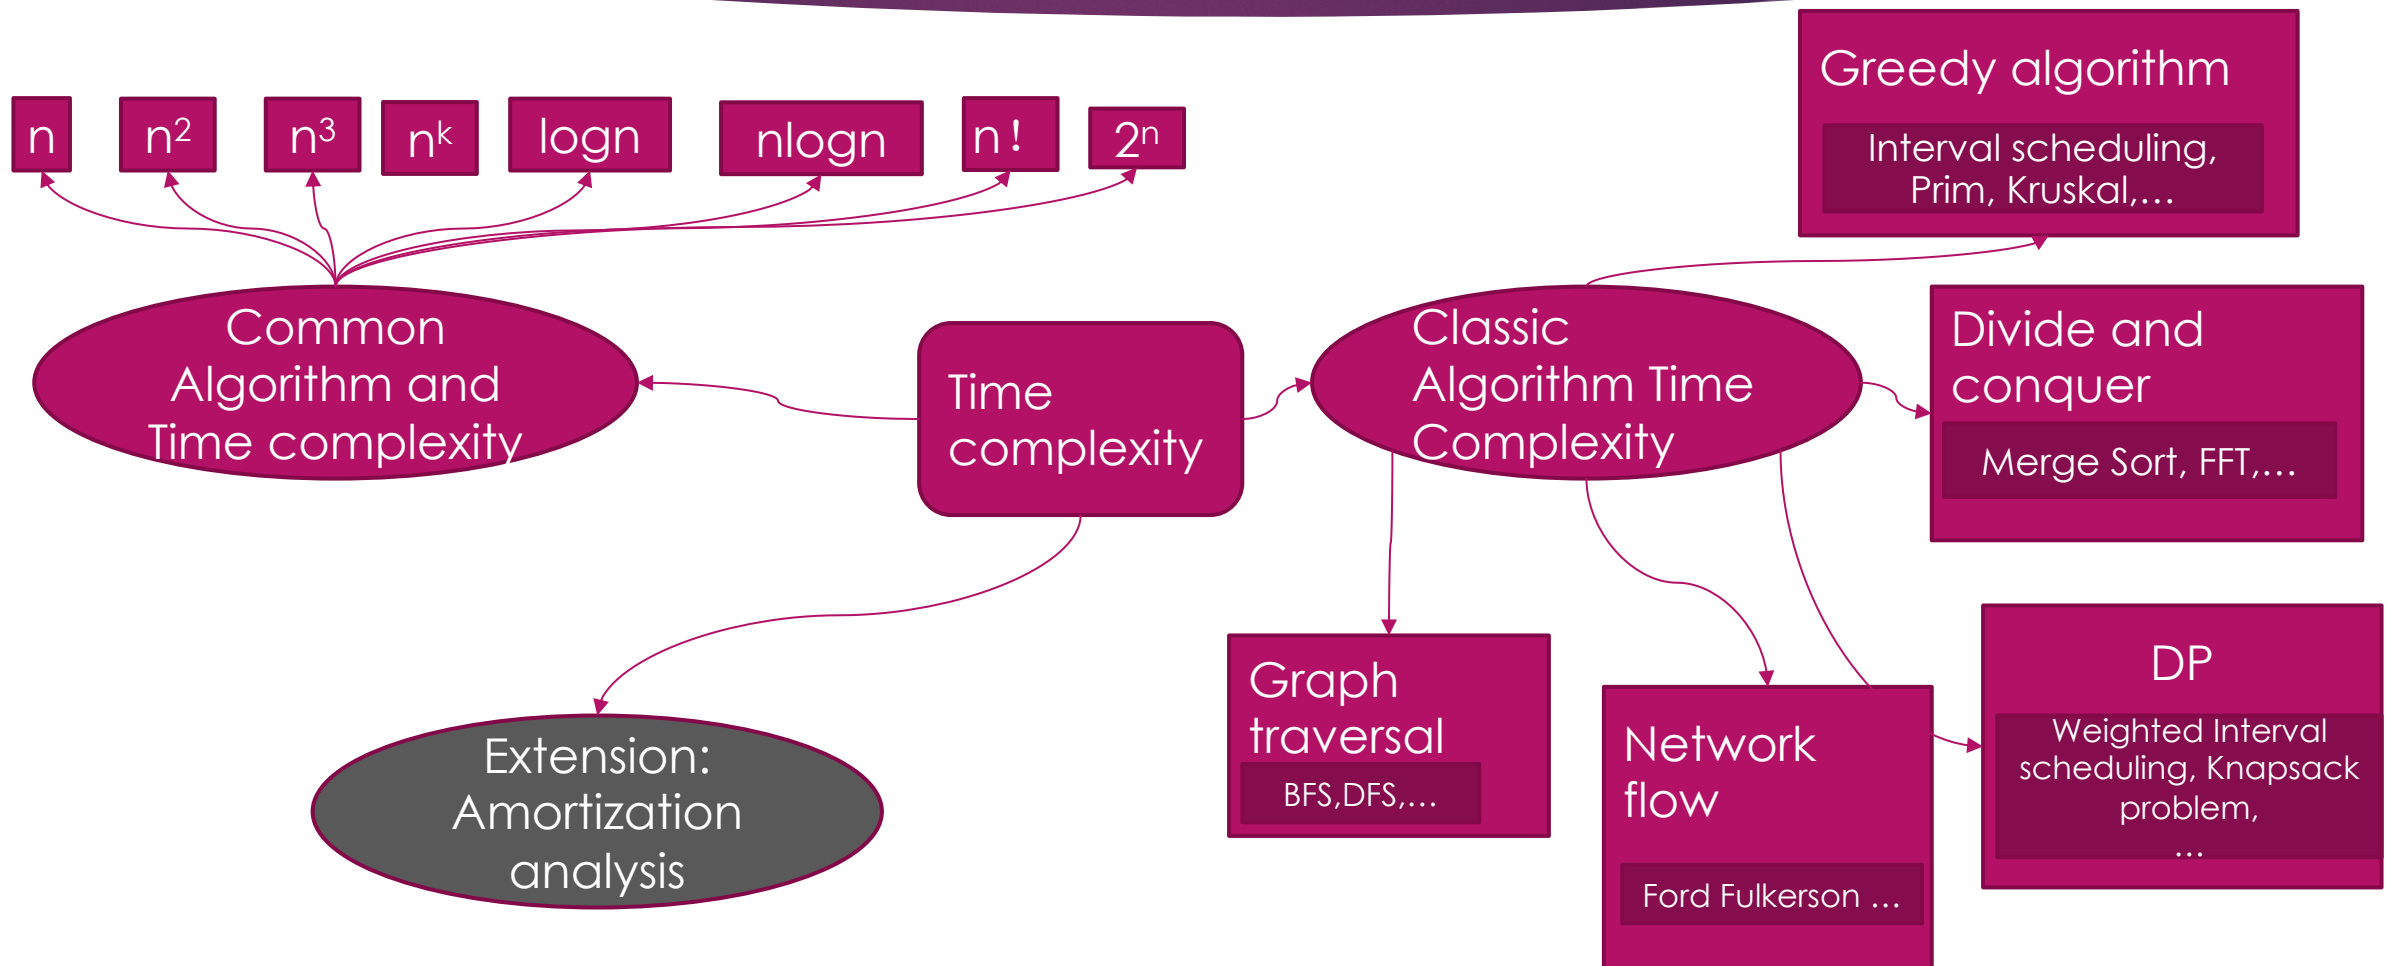 n
n²
n³
nᵏ
logn
nlogn
n!
2ⁿ
Greedy algorithm
Interval scheduling,
Prim, Kruskal,…
Common
Algorithm and
Time complexity
Time
complexity
Classic
Algorithm Time
Complexity
Divide and
conquer
Merge Sort, FFT,…
Extension:
Amortization
analysis
Graph
traversal
BFS,DFS,…
Network
flow
Ford Fulkerson …
DP
Weighted Interval
scheduling, Knapsack
problem,
…